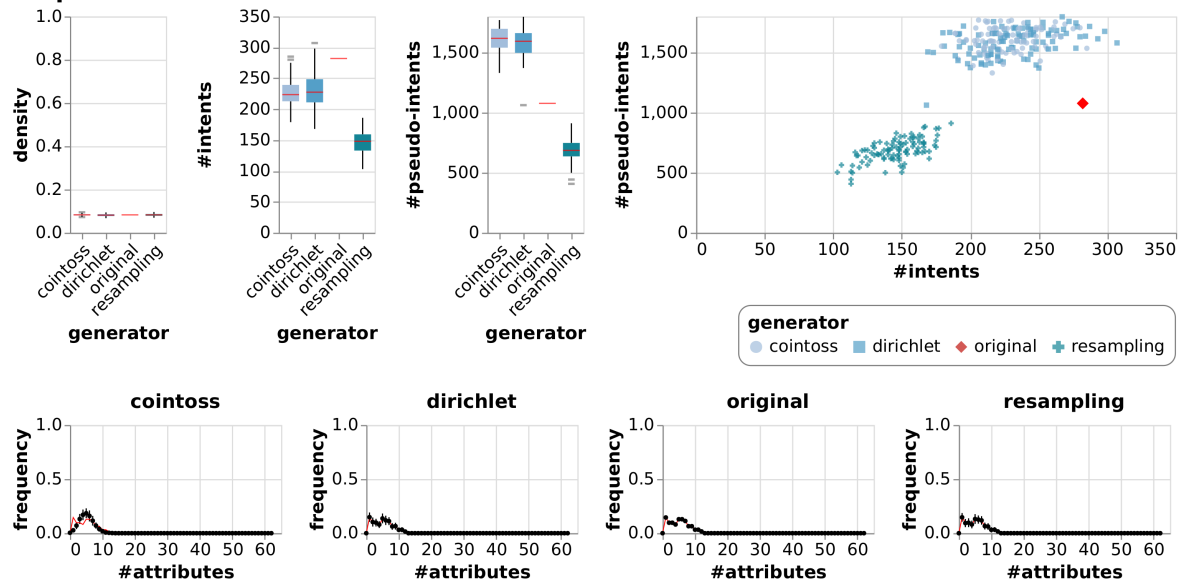 1.0
0.8
0.6
0.4
0.2
0.0
density
cointoss
dirichlet
original
resampling
generator
350
300
250
200
150
100
50
0
#intents
cointoss
dirichlet
original
resampling
generator
1,500
1,000
500
0
#pseudo-intents
cointoss
dirichlet
original
resampling
generator
1,500
1,000
500
0
#pseudo-intents
0 50 100 150 200 250 300 350
#intents
generator
cointoss dirichlet original resampling
cointoss
1.0
0.5
0.0
frequency
0 10 20 30 40 50 60
#attributes
dirichlet
1.0
0.5
0.0
frequency
0 10 20 30 40 50 60
#attributes
original
1.0
0.5
0.0
frequency
0 10 20 30 40 50 60
#attributes
resampling
1.0
0.5
0.0
frequency
0 10 20 30 40 50 60
#attributes